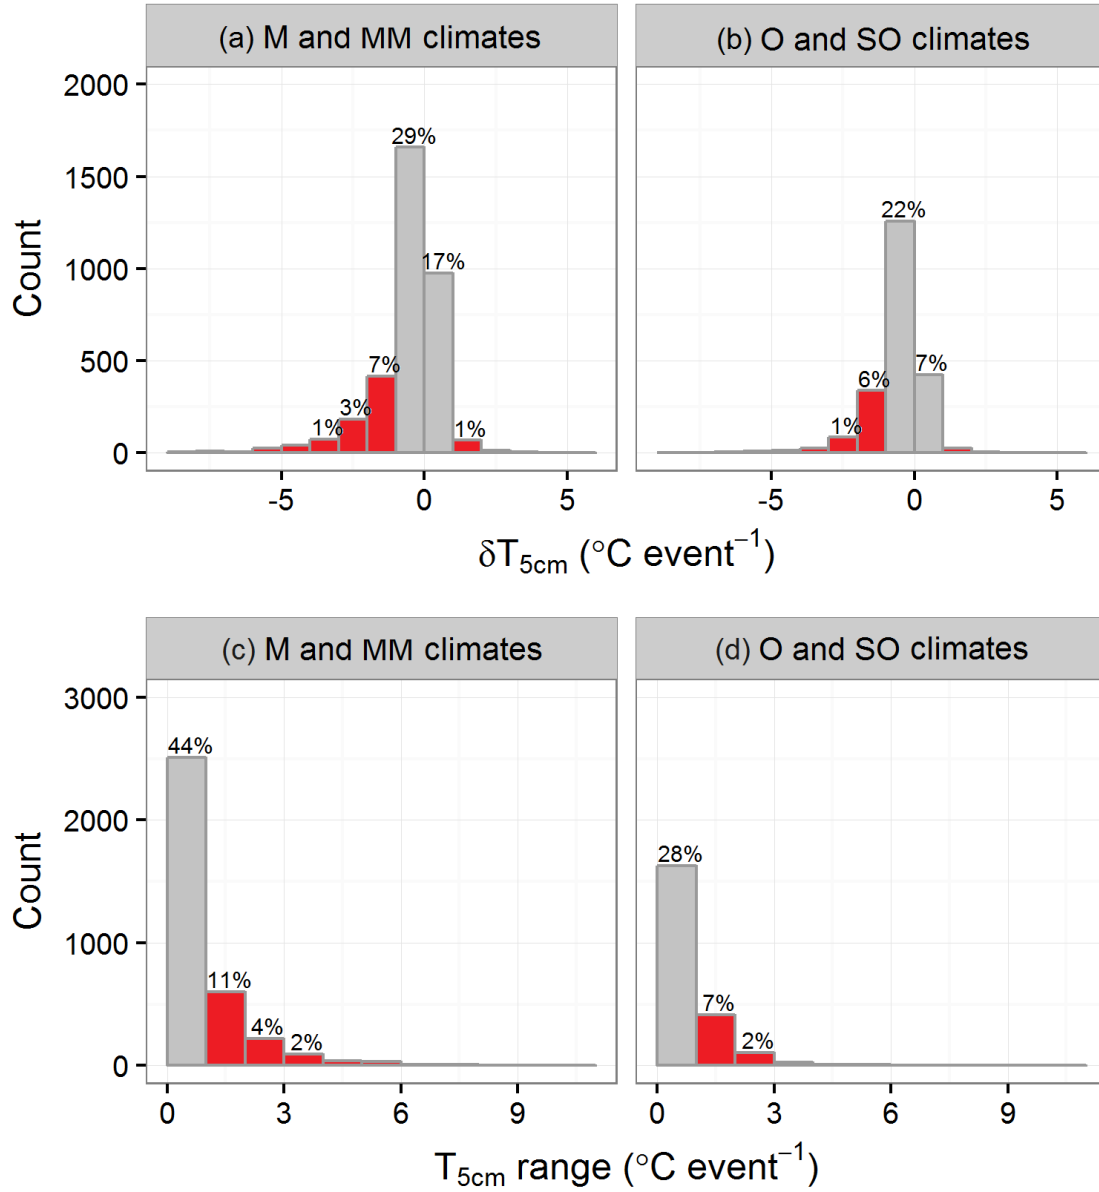 (a) M and MM climates
(b) O and SO climates
2000
1500
1000
500
0
Count
29%
17%
7%
3%
1%
1%
22%
7%
6%
1%
-5 0 5
-5 0 5
δT5cm (°C event−1)
(c) M and MM climates
(d) O and SO climates
3000
2000
1000
0
Count
44%
11%
4%
2%
28%
7%
2%
0 3 6 9
0 3 6 9
T5cm range (°C event−1)